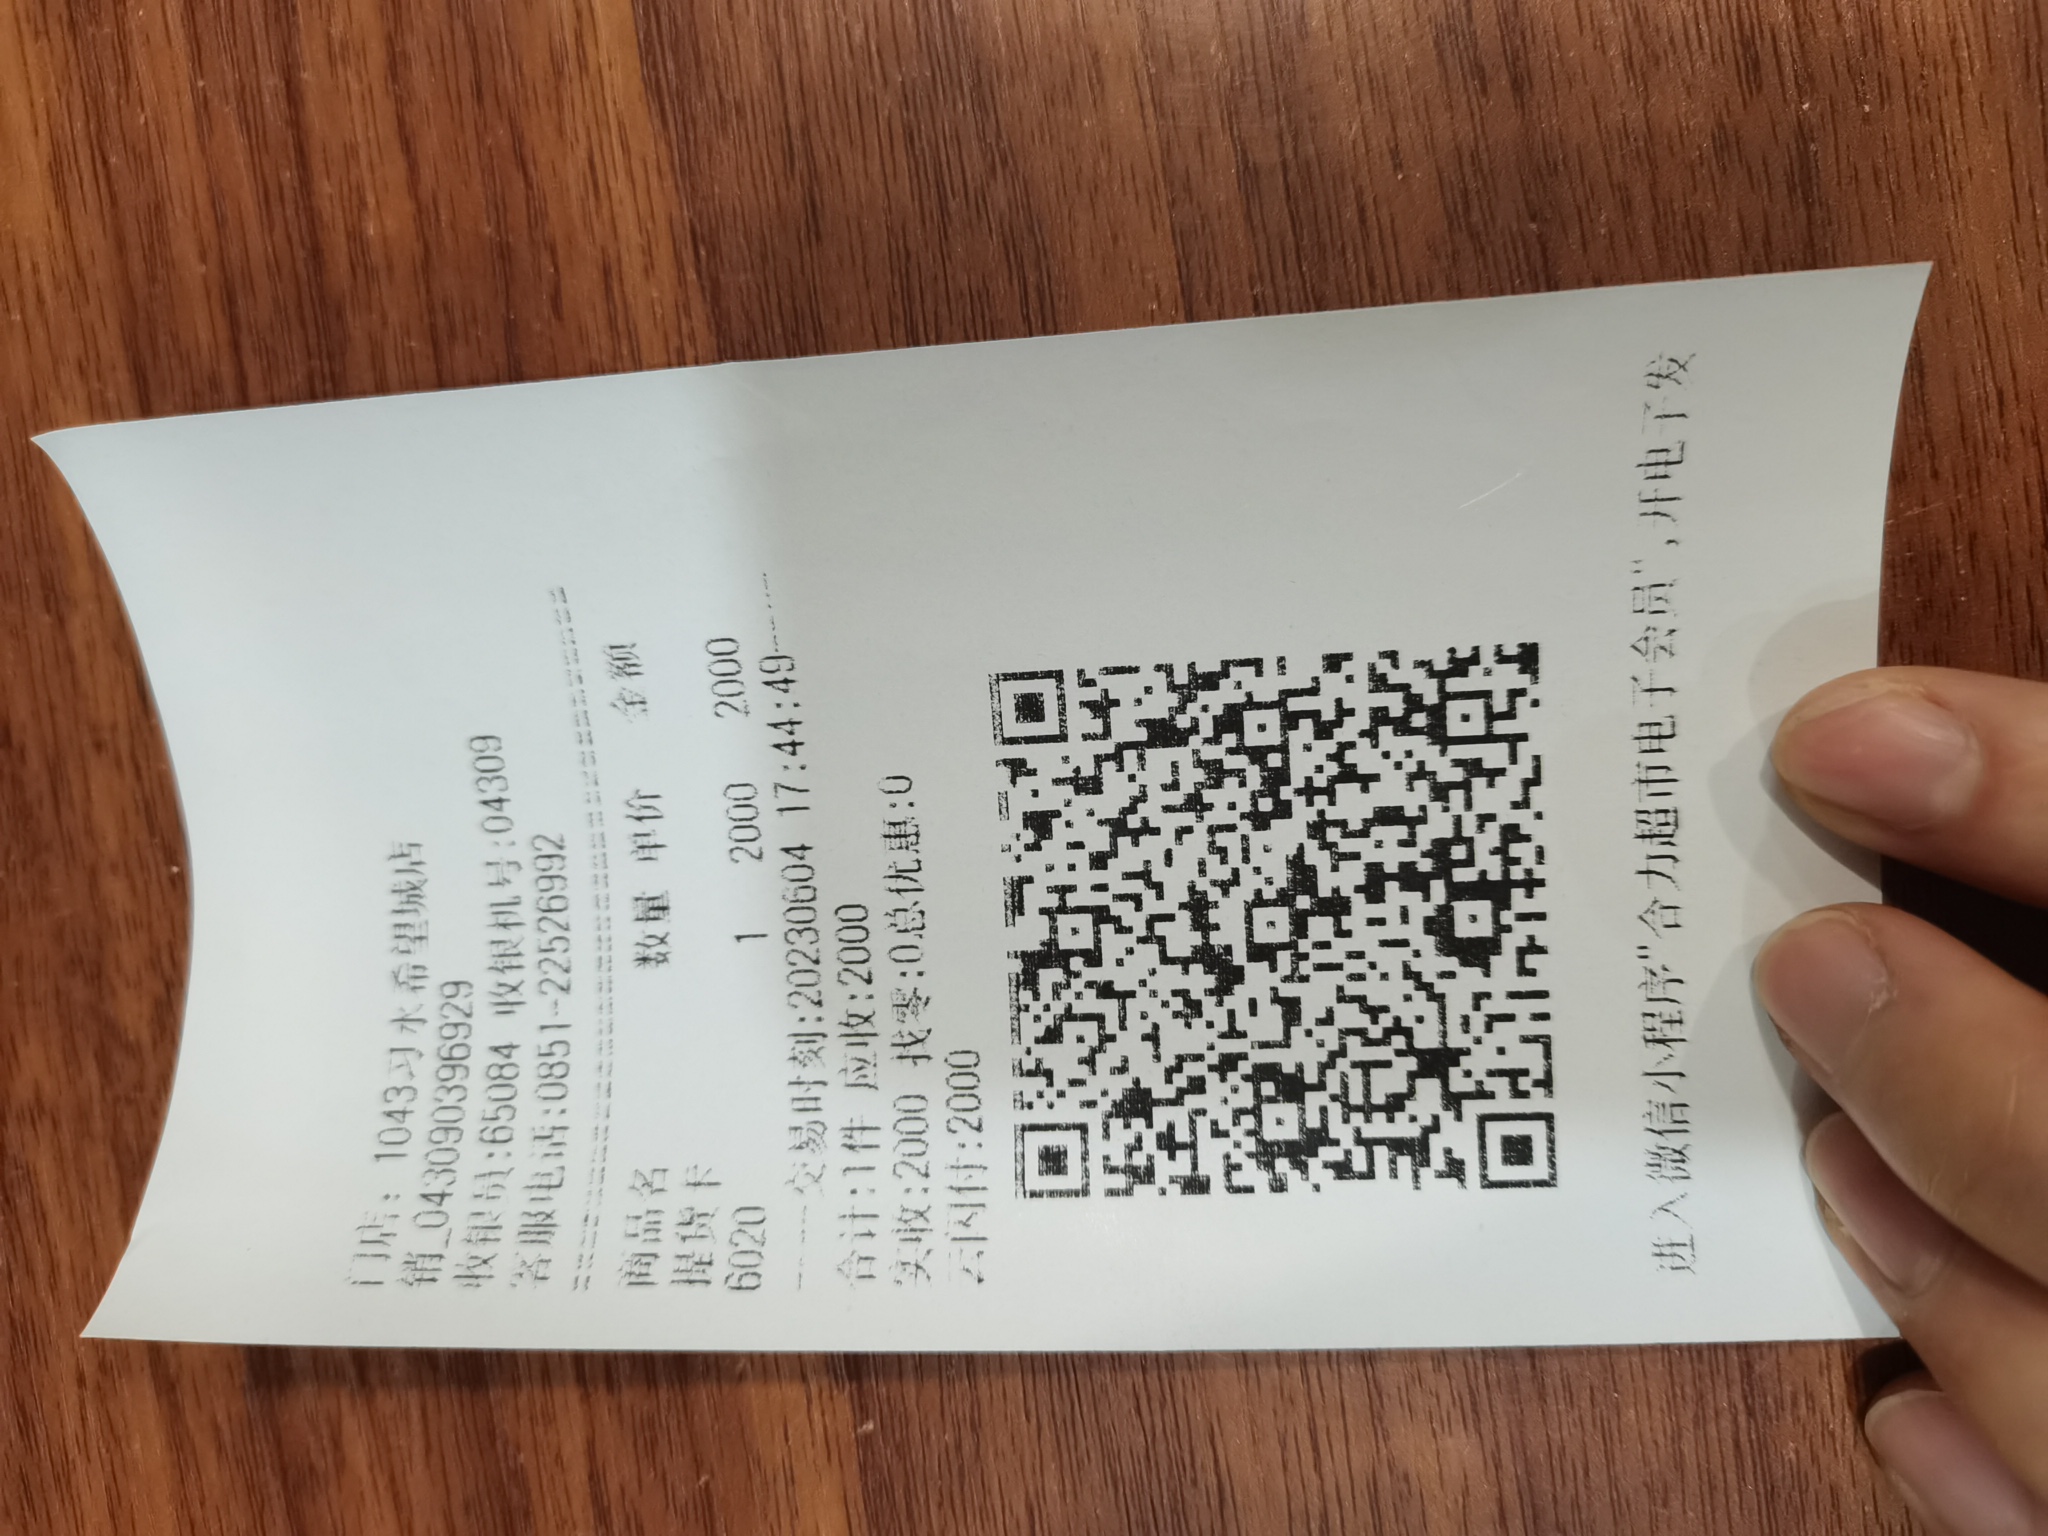 门店: 1043习水希望城店
销_04309039­6929
收银员:65084 收银机号:04309
客服电话:0851-22526992
商品名 数量 单价 金额
提货卡
6020 1 2000 2000
----交易时刻:20230604 17:44:49----
合计:1件 应收:2000
实收:2000 找零:0总优惠:0
云闪付:2000
进入微信小程序"合力超市电子会员",开电子发